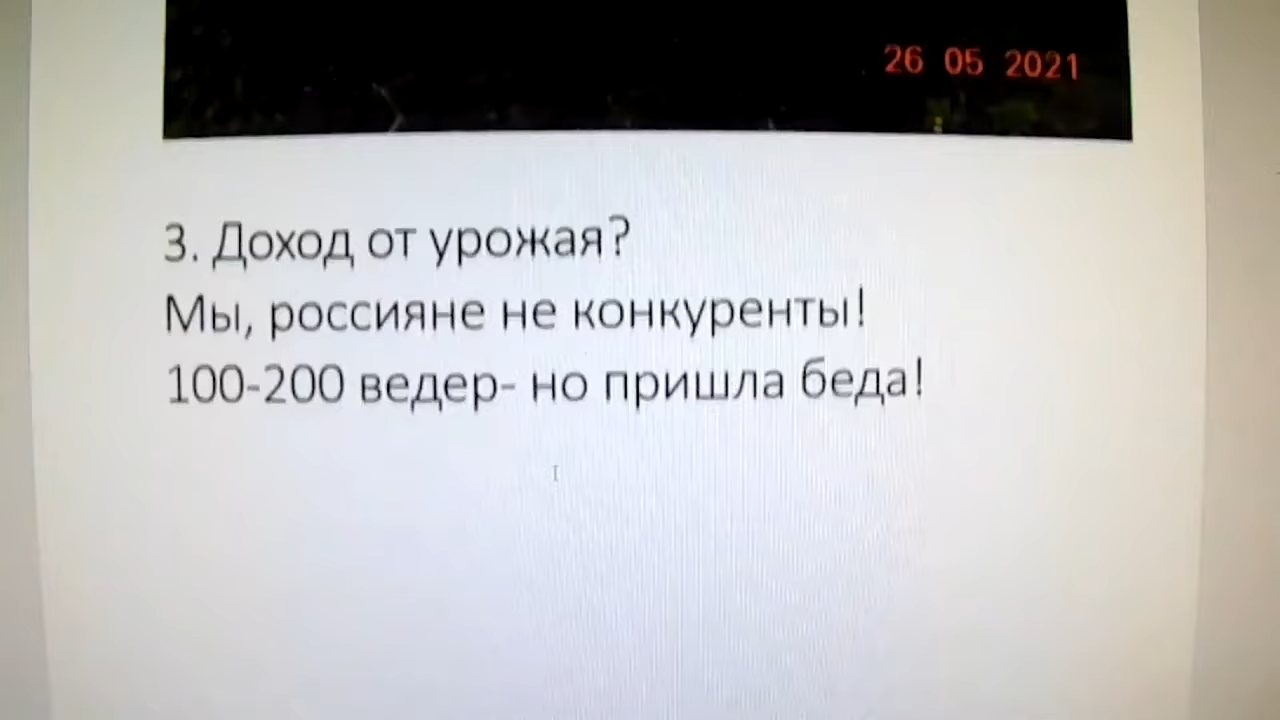 26 05 2021
3. Доход от урожая?
Мы, россияне не конкуренты!
100-200 ведер- но пришла беда!